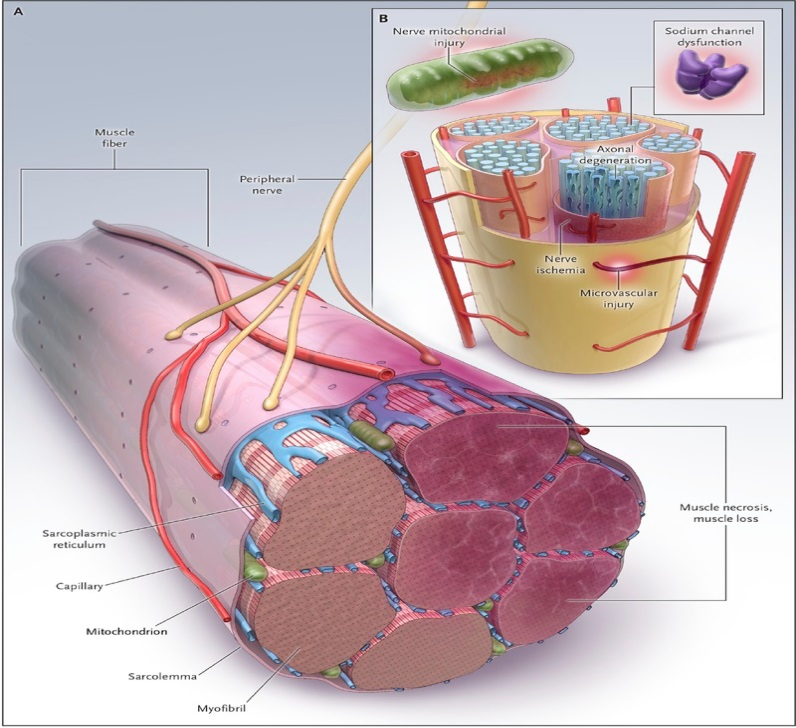 A
B
Nerve mitochondrial
injury
Sodium channel
dysfunction
Muscle
fiber
Axonal
degeneration
Peripheral
nerve
Nerve
ischemia
Microvascular
injury
Muscle necrosis,
muscle loss
Sarcoplasmic
reticulum
Capillary
Mitochondrion
Sarcolemma
Myofibril